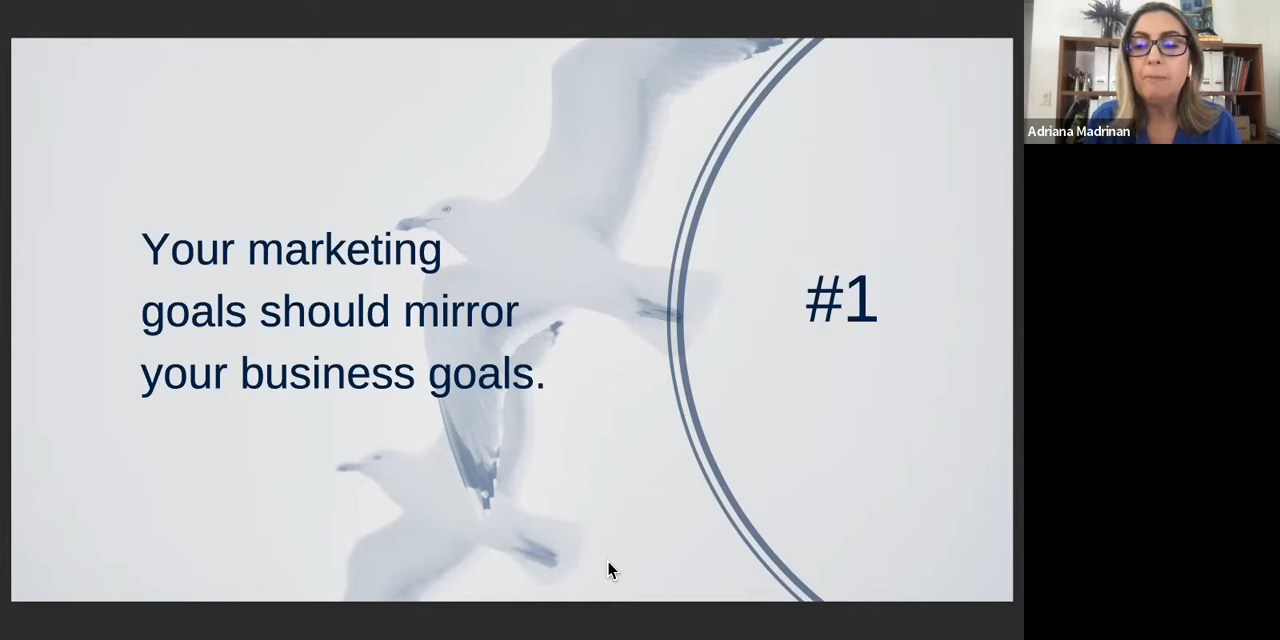 Your marketing
goals should mirror
your business goals.
#1
Adriana Madrinan